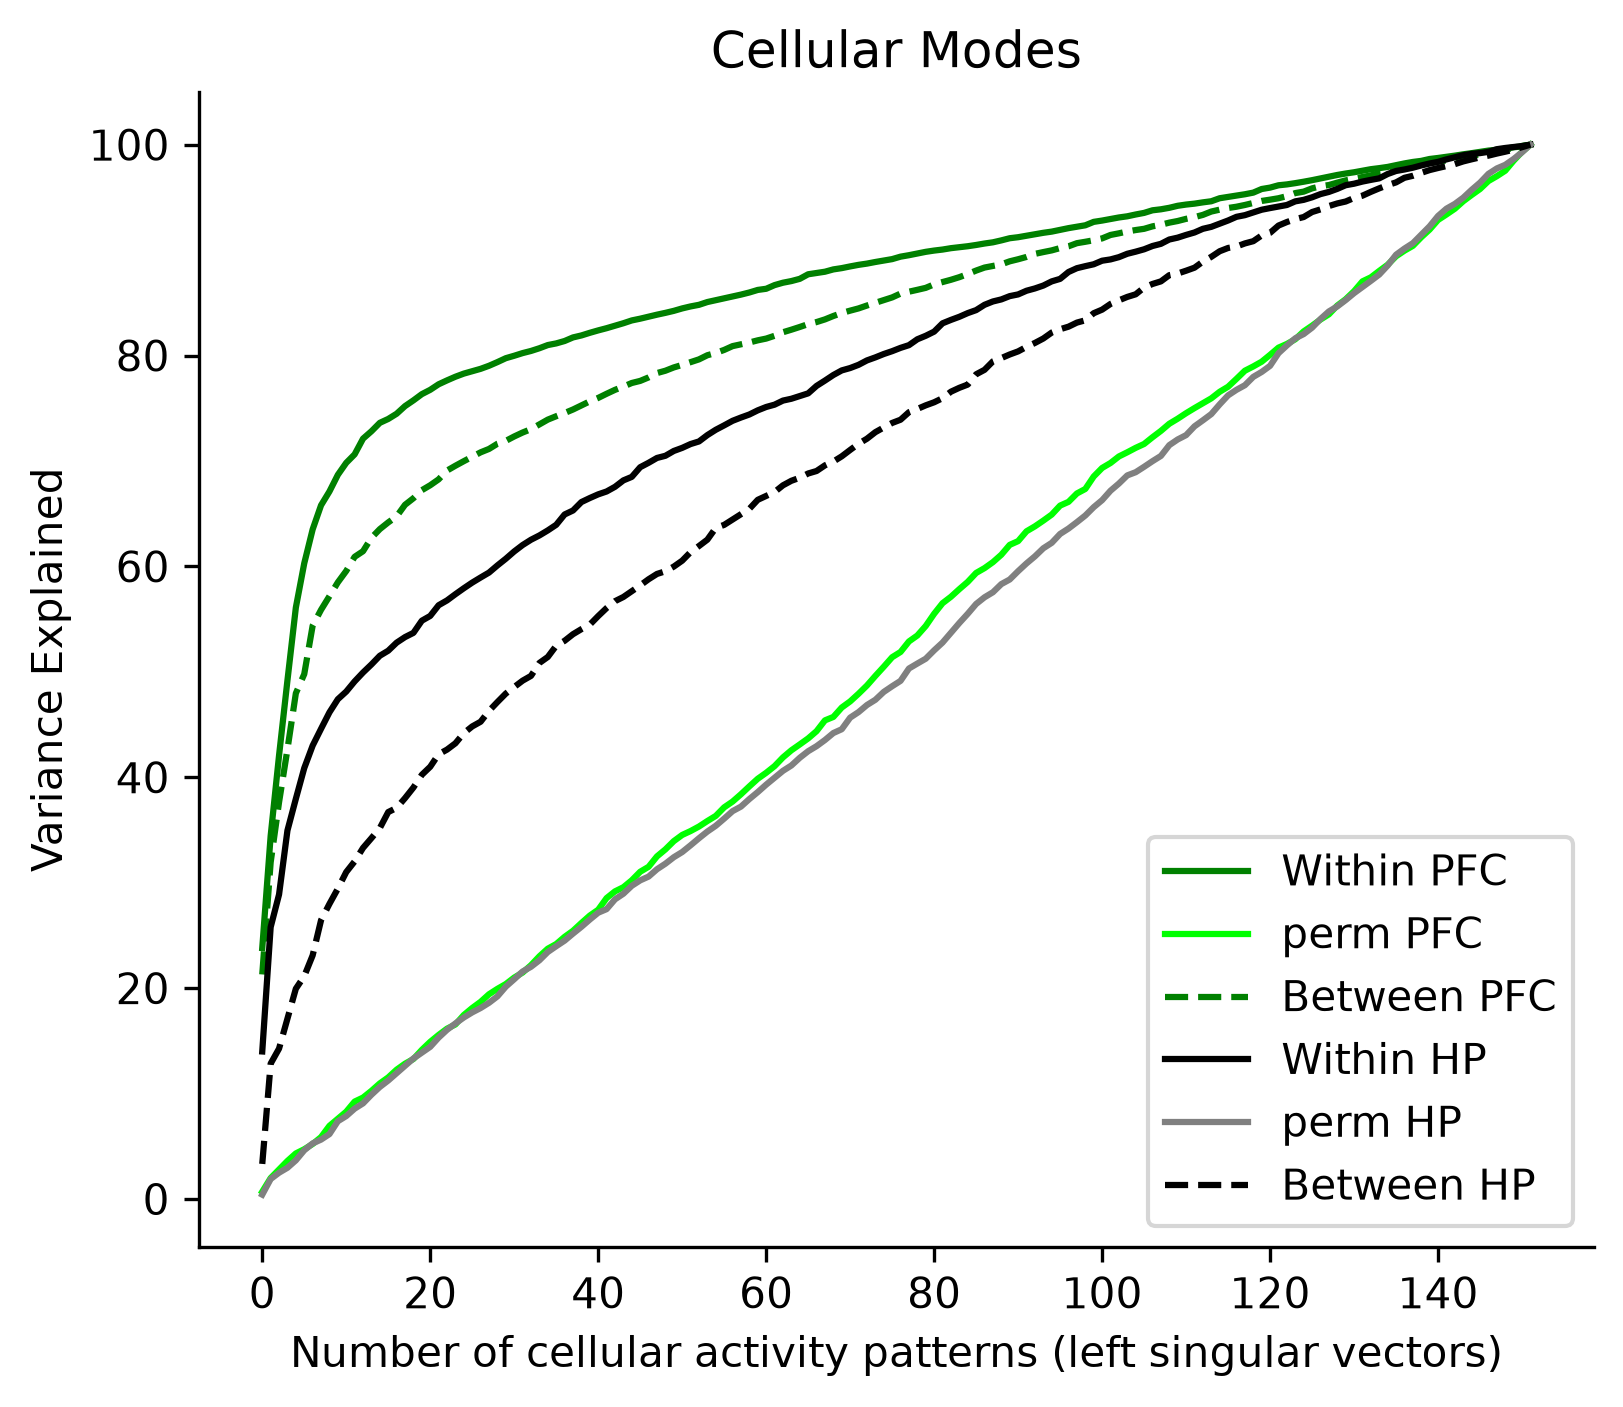 Cellular Modes
Variance Explained
100
80
60
40
20
0
0 20 40 60 80 100 120 140
Number of cellular activity patterns (left singular vectors)
Within PFC
perm PFC
Between PFC
Within HP
perm HP
Between HP